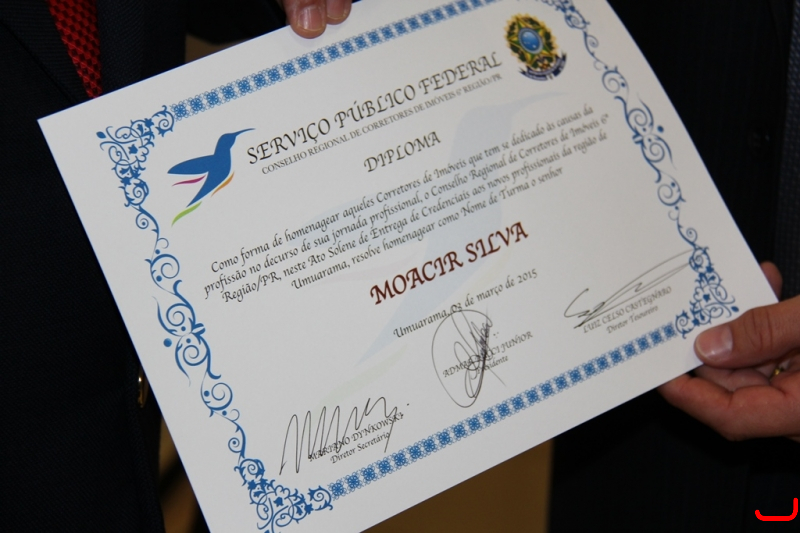 SERVIÇO PÚBLICO FEDERAL
CONSELHO REGIONAL DE CORRETORES DE IMÓVEIS 6ª REGIÃO/PR
DIPLOMA
Como forma de homenagear aqueles Corretores de Imóveis que tem se dedicado às causas da
profissão no decurso de sua jornada profissional, o Conselho Regional de Corretores de Imóveis 6ª
Região/PR, neste Ato Solene de Entrega de Credenciais aos novos profissionais da região de
Umuarama, resolve homenagear como Nome de Turma o senhor
MOACIR SILVA
Umuarama, 03 de março de 2015
LUIZ CELSO CASTEGNARO
Diretor Tesoureiro
JUNIOR
Presidente
MARIANO DYNKOWSKI
Diretor Secretário